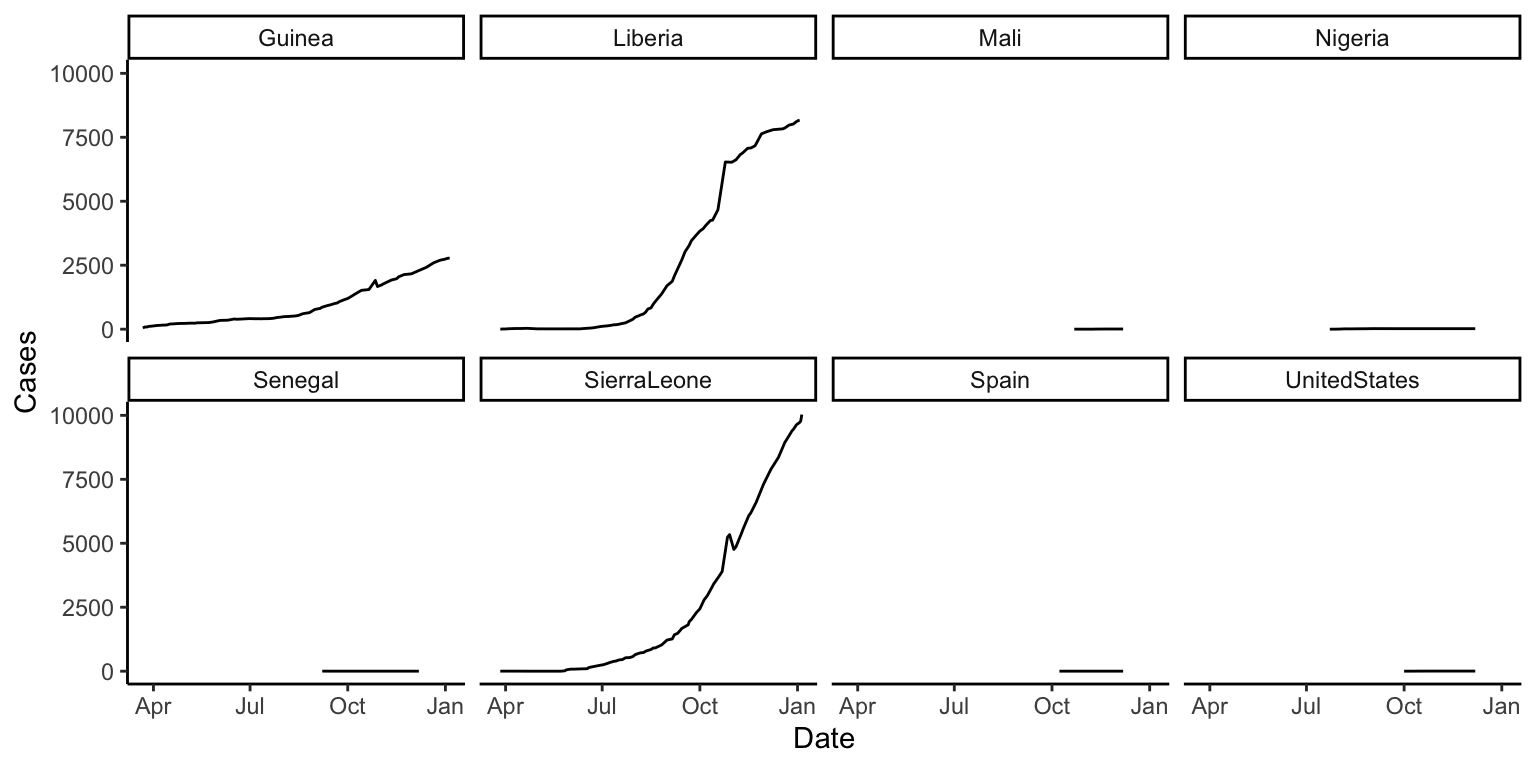 Guinea Liberia Mali Nigeria
10000
7500
5000
2500
0
Cases
Senegal SierraLeone Spain UnitedStates
10000
7500
5000
2500
0
Apr Jul Oct Jan Apr Jul Oct Jan Apr Jul Oct Jan Apr Jul Oct Jan
Date